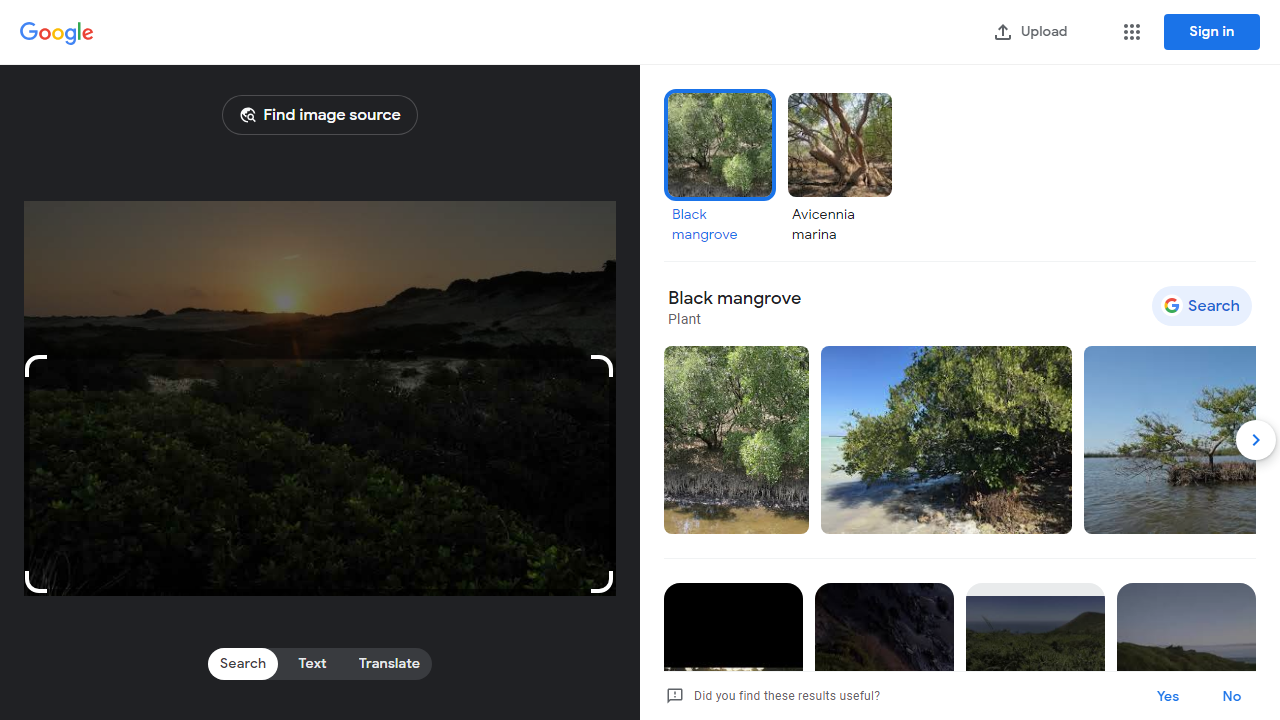 Google
Upload
Sign in
Find image source
Black
mangrove
Avicennia
marina
Black mangrove
Plant
Search
Search
Text
Translate
Did you find these results useful?
Yes
No